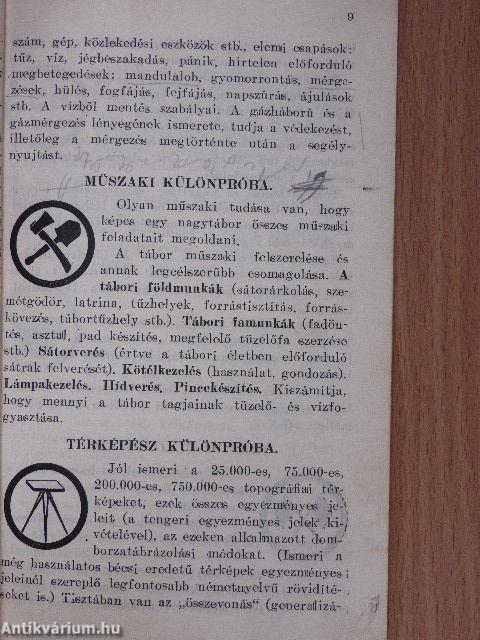 9
szám, gép, közlekedési eszközök stb., elemi csapások:
tűz, víz, jégbeszakadás, pánik, hirtelen előforduló
megbetegedések: mandulalob, gyomorrontás, mérge-
zések, hűlés, fogfájás, fejfájás, napszúrás, ájulások
stb. A vízből mentés szabályai. A gázháború és a
gázmérgezés lényegének ismerete, tudja a védekezést,
illetőleg a mérgezés megtörténte után a segély-
nyujtást.
MŰSZAKI KÜLÖNPRÓBA.
Olyan műszaki tudása van, hogy
képes egy nagytábor összes műszaki
feladatait megoldani.
A tábor műszaki felszerelése és
annak legcélszerűbb csomagolása. A
tábori földmunkák (sátorárkolás, sze-
métgödör, latrina, tűzhelyek, forrástisztítás, forrás-
kövezés, tábortűzhely stb.). Tábori famunkák (fadön-
tés, asztal, pad készítés, megfelelő tüzelőfa szerzése
stb.) Sátorverés (értve a tábori életben előforduló
sátrak felverését). Kötélkezelés (használat, gondozás).
Lámpakezelés. Hídverés. Pincekészítés. Kiszámítja,
hogy mennyi a tábor tagjainak tüzelő- és vízfo-
gyasztása.
TÉRKÉPÉSZ KÜLÖNPRÓBA.
Jól ismeri a 25.000-es, 75.000-es,
200.000-es, 750.000-es topográfiai tér-
képeket, ezek összes egyezményes je-
leit (a tengeri egyezményes jelek ki-
vételével), az ezeken alkalmazott dom-
borzatábrázolási módokat. (Ismeri a
még használatos bécsi eredetű térképek egyezményes
jeleinél szereplő legfontosabb németnyelvű rövidíté-
seket is.) Tisztában van az „összevonás" (generalizá-
Antikvárium.hu